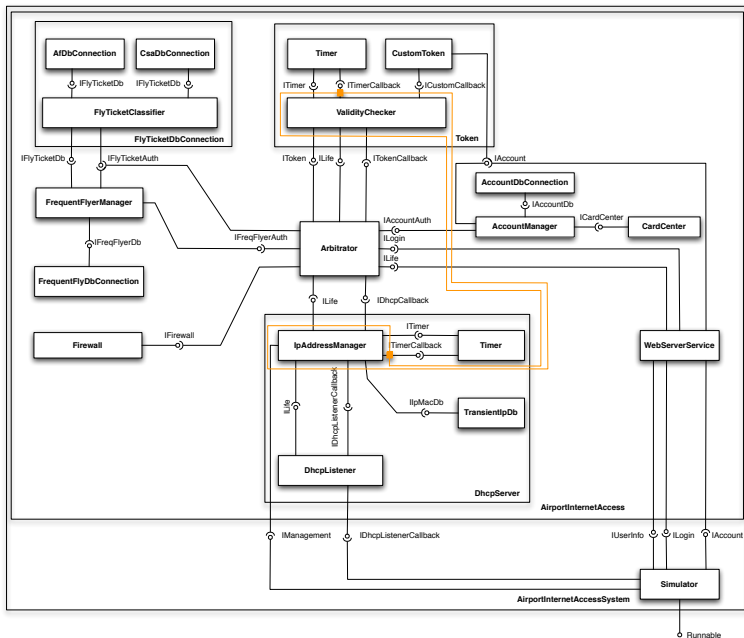 AfDbConnection
CsaDbConnection
Timer
CustomToken
IFlyTicketDb
IFlyTicketDb
ITimer
ITimerCallback
ICustomCallback
FlyTicketClassifier
ValidityChecker
FlyTicketDbConnection
Token
IFlyTicketDb
IFlyTicketAuth
IToken
ILife
ITokenCallback
IAccount
AccountDbConnection
FrequentFlyerManager
IAccountDb
IAccountAuth
ICardCenter
AccountManager
CardCenter
IFreqFlyerDb
IFreqFlyerAuth
Arbitrator
ILogin
ILife
FrequentFlyDbConnection
ILife
IDhcpCallback
IFirewall
Firewall
IpAddressManager
ITimer
ITimerCallback
Timer
WebServerService
ILife
IDhcpListenerCallback
IIpMacDb
TransientIpDb
DhcpListener
DhcpServer
AirportInternetAccess
IManagement
IDhcpListenerCallback
IUserInfo
ILogin
IAccount
Simulator
AirportInternetAccessSystem
Runnable